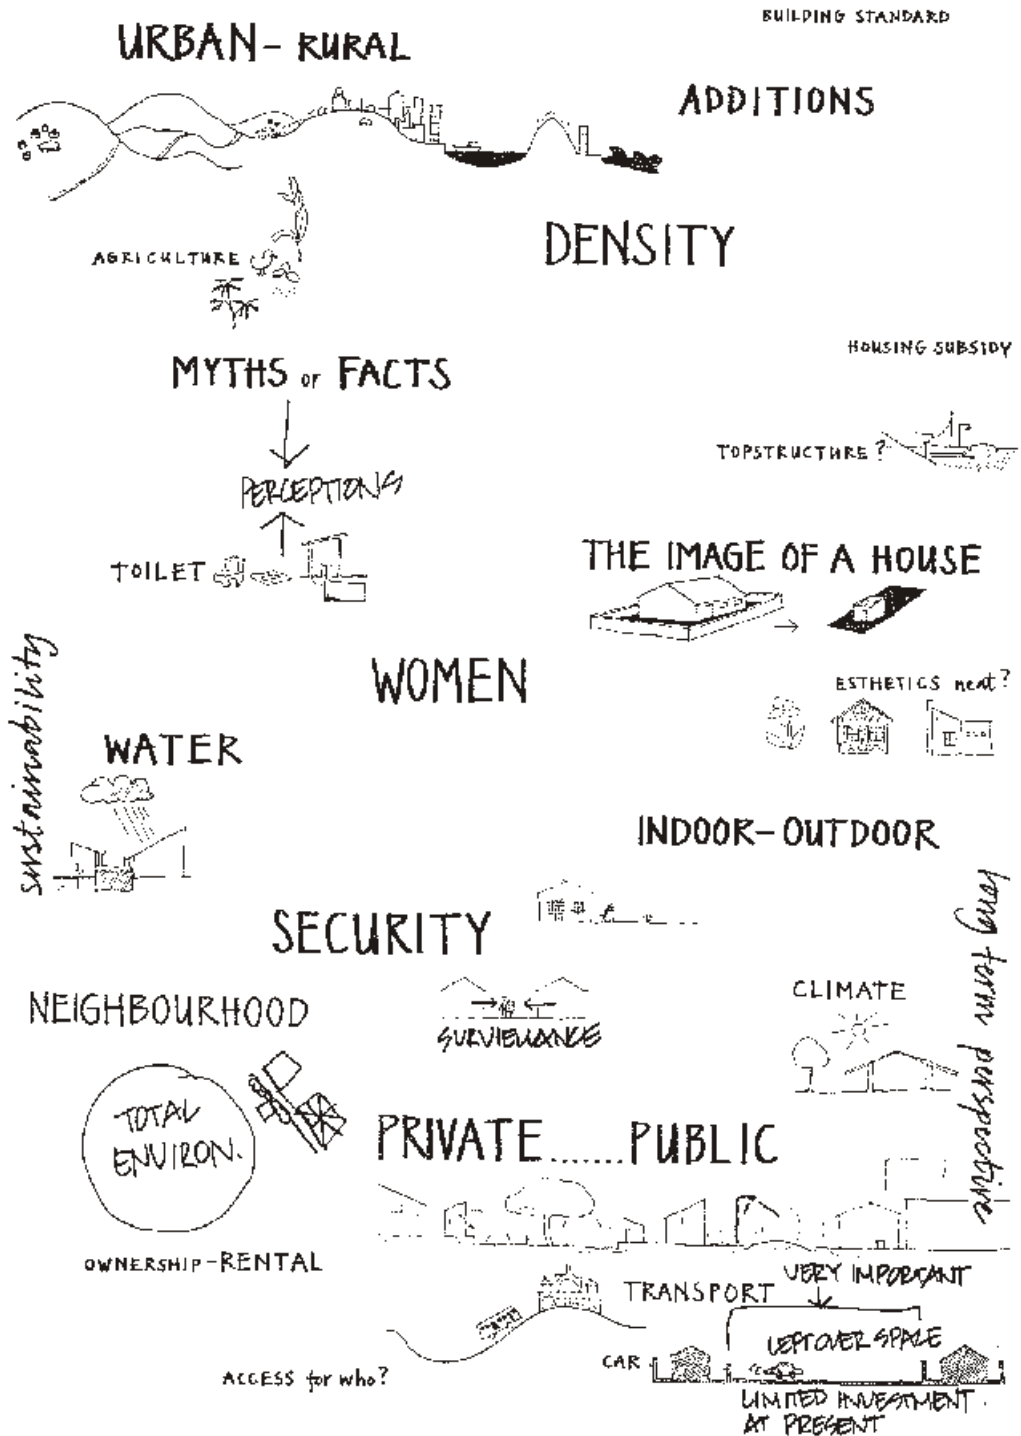 BUILDING STANDARD
URBAN - RURAL
ADDITIONS
DENSITY
AGRICULTURE
HOUSING SUBSIDY
MYTHS or FACTS
TOPSTRUCTURE?
PERCEPTIONS
THE IMAGE OF A HOUSE
TOILET
WOMEN
ESTHETICS neat?
sustainability
WATER
INDOOR-OUTDOOR
SECURITY
long term perspective
CLIMATE
NEIGHBOURHOOD
SURVIELLANCE
TOTAL
ENVIRON.
PRIVATE.......PUBLIC
OWNERSHIP-RENTAL
VERY IMPORTANT
TRANSPORT
LEFTOVER SPACE
CAR
ACCESS for who?
LIMITED INVESTMENT
AT PRESENT